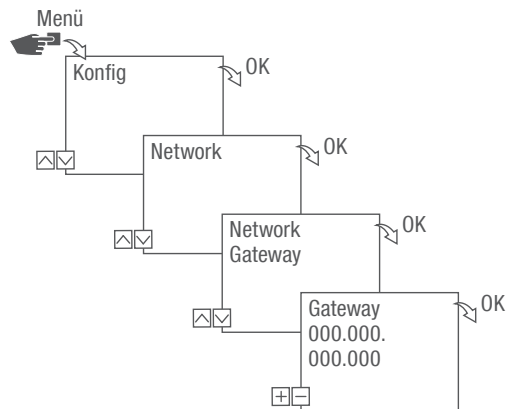 Menü
Konfig
OK
Network
OK
Network
Gateway
OK
Gateway
000.000.
000.000
OK
+ -